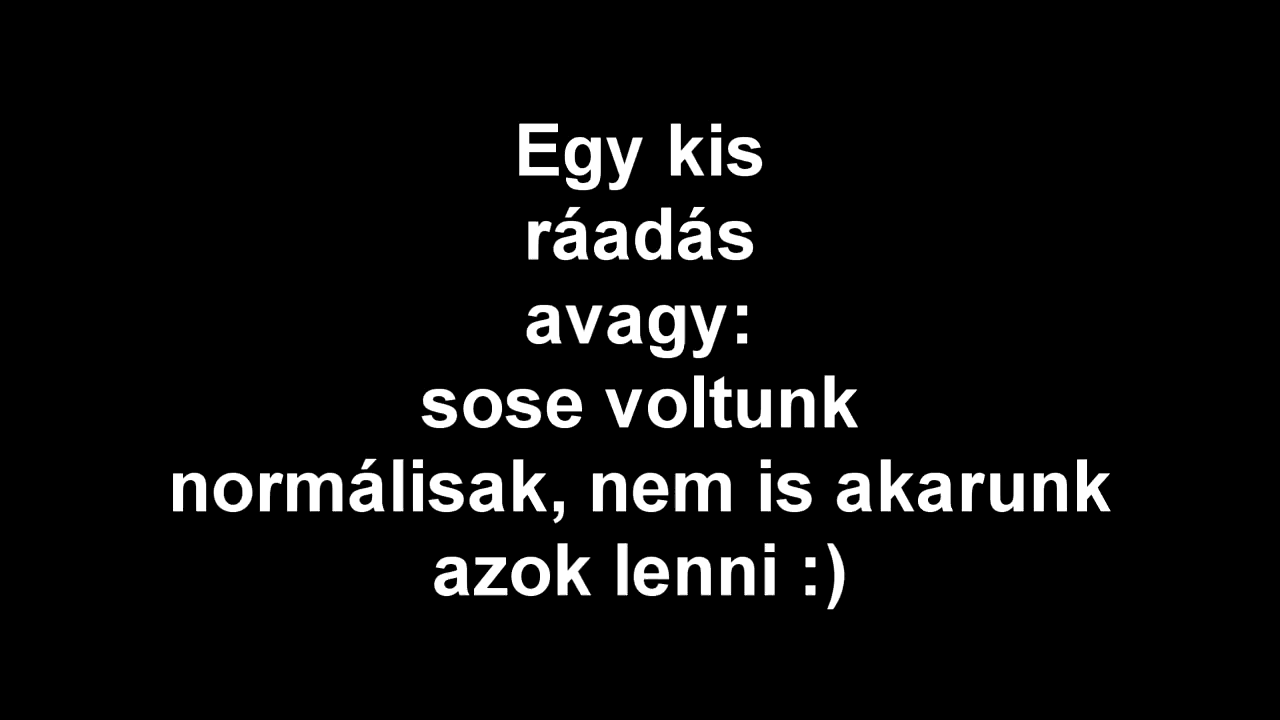 Egy kis
ráadás
avagy:
sose voltunk
normálisak, nem is akarunk
azok lenni :)